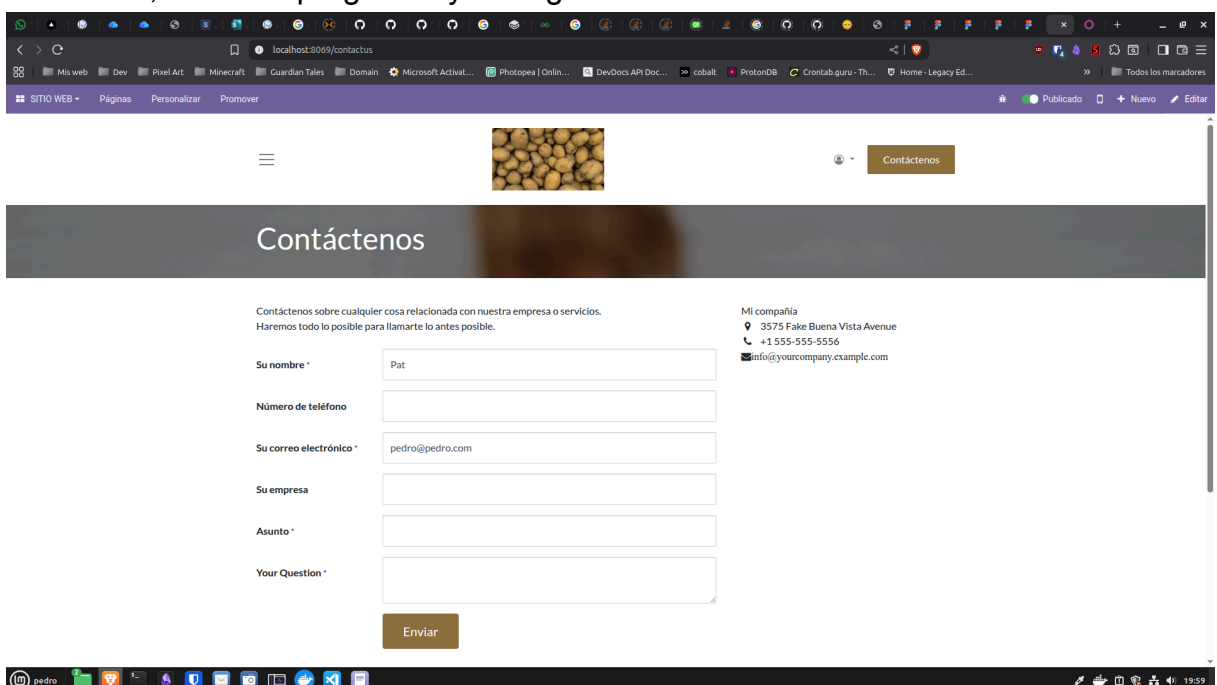 localhost:8069/contactus
Mis web Dev Pixel Art Minecraft Guardian Tales Domain Microsoft Activat... Photopea | Onlin... DevDocs API Doc... cobalt ProtonDB Crontab.guru - Th... Home - Legacy Ed... » Todos los marcadores
SITIO WEB Páginas Personalizar Promover Publicado + Nuevo Editar
Contáctenos
Contáctenos
Contáctenos sobre cualquier cosa relacionada con nuestra empresa o servicios.
Haremos todo lo posible para llamarte lo antes posible.
Mi compañía
3575 Fake Buena Vista Avenue
+1 555-555-5556
info@yourcompany.example.com
Su nombre * Pat
Número de teléfono
Su correo electrónico * pedro@pedro.com
Su empresa
Asunto *
Your Question *
Enviar
pedro 19:59